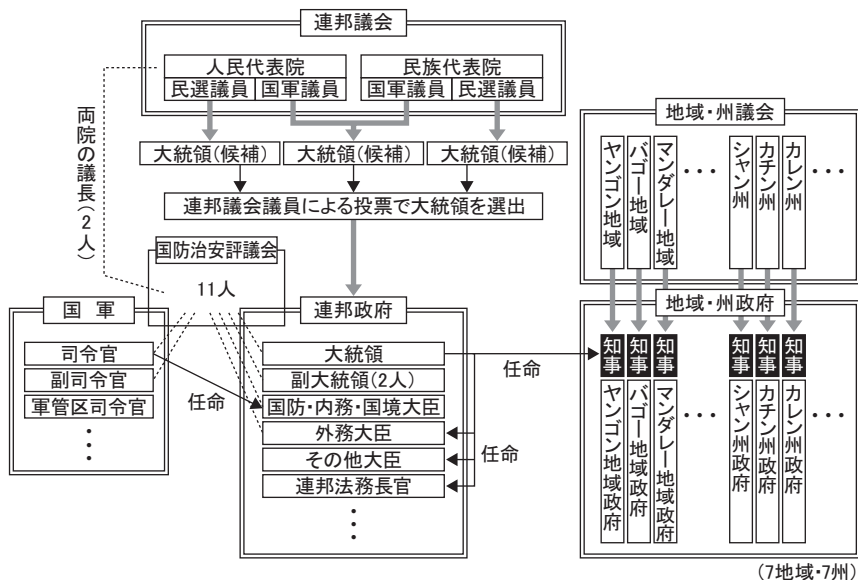 連邦議会
人民代表院
民族代表院
民選議員
国軍議員
国軍議員
民選議員
両院の議長(2人)
大統領(候補)
大統領(候補)
大統領(候補)
連邦議会議員による投票で大統領を選出
国防治安評議会
11人
国 軍
司令官
副司令官
軍管区司令官
・・・
任命
連邦政府
大統領
副大統領(2人)
国防・内務・国境大臣
外務大臣
その他大臣
連邦法務長官
・・・
任命
任命
地域・州議会
ヤンゴン地域
バゴー地域
マンダレー地域
・・・
シャン州
カチン州
カレン州
・・・
地域・州政府
知事
知事
知事
知事
知事
知事
ヤンゴン地域政府
バゴー地域政府
マンダレー地域政府
・・・
シャン州政府
カチン州政府
カレン州政府
・・・
(7地域・7州)